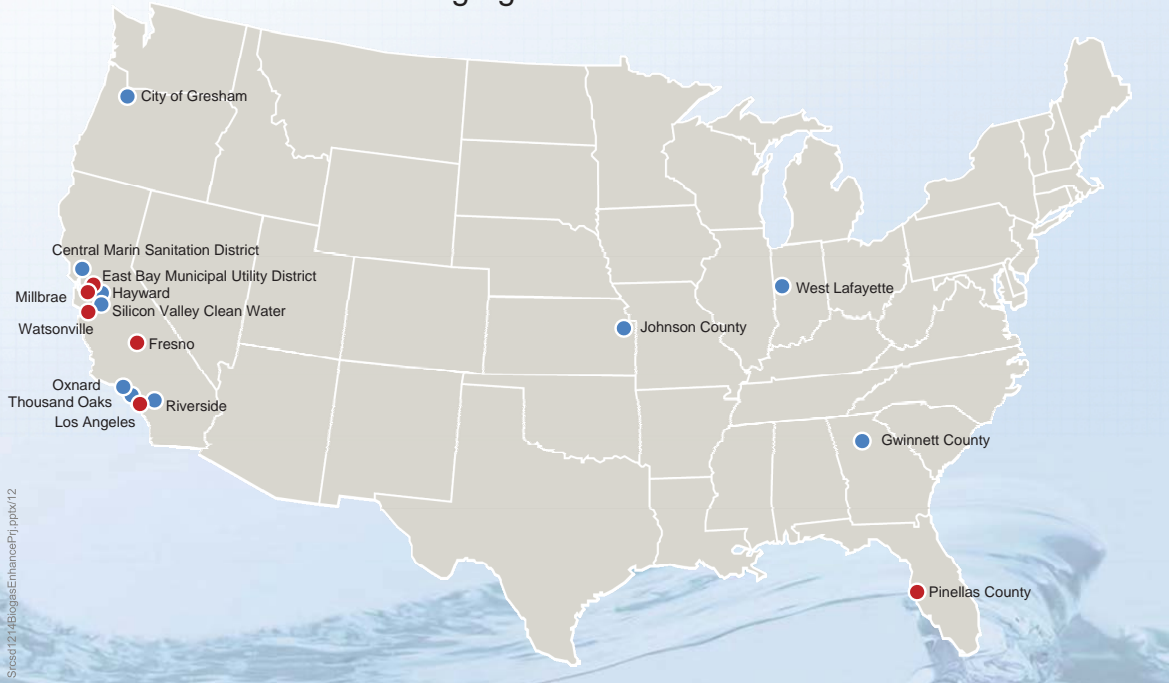 City of Gresham
Central Marin Sanitation District
East Bay Municipal Utility District
Millbrae
Hayward
Silicon Valley Clean Water
Watsonville
Fresno
Oxnard
Thousand Oaks
Riverside
Los Angeles
West Lafayette
Johnson County
Gwinnett County
Pinellas County
Srcsd1214BiogasEnhancePrj.pptx/12